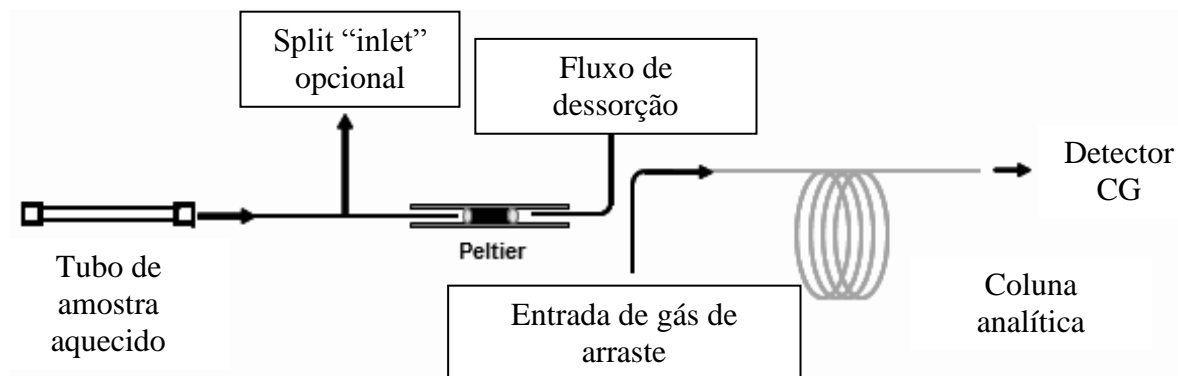 Split “inlet”
opcional
Fluxo de
dessorção
Detector
CG
Peltier
Tubo de
amostra
aquecido
Entrada de gás de
arraste
Coluna
analítica